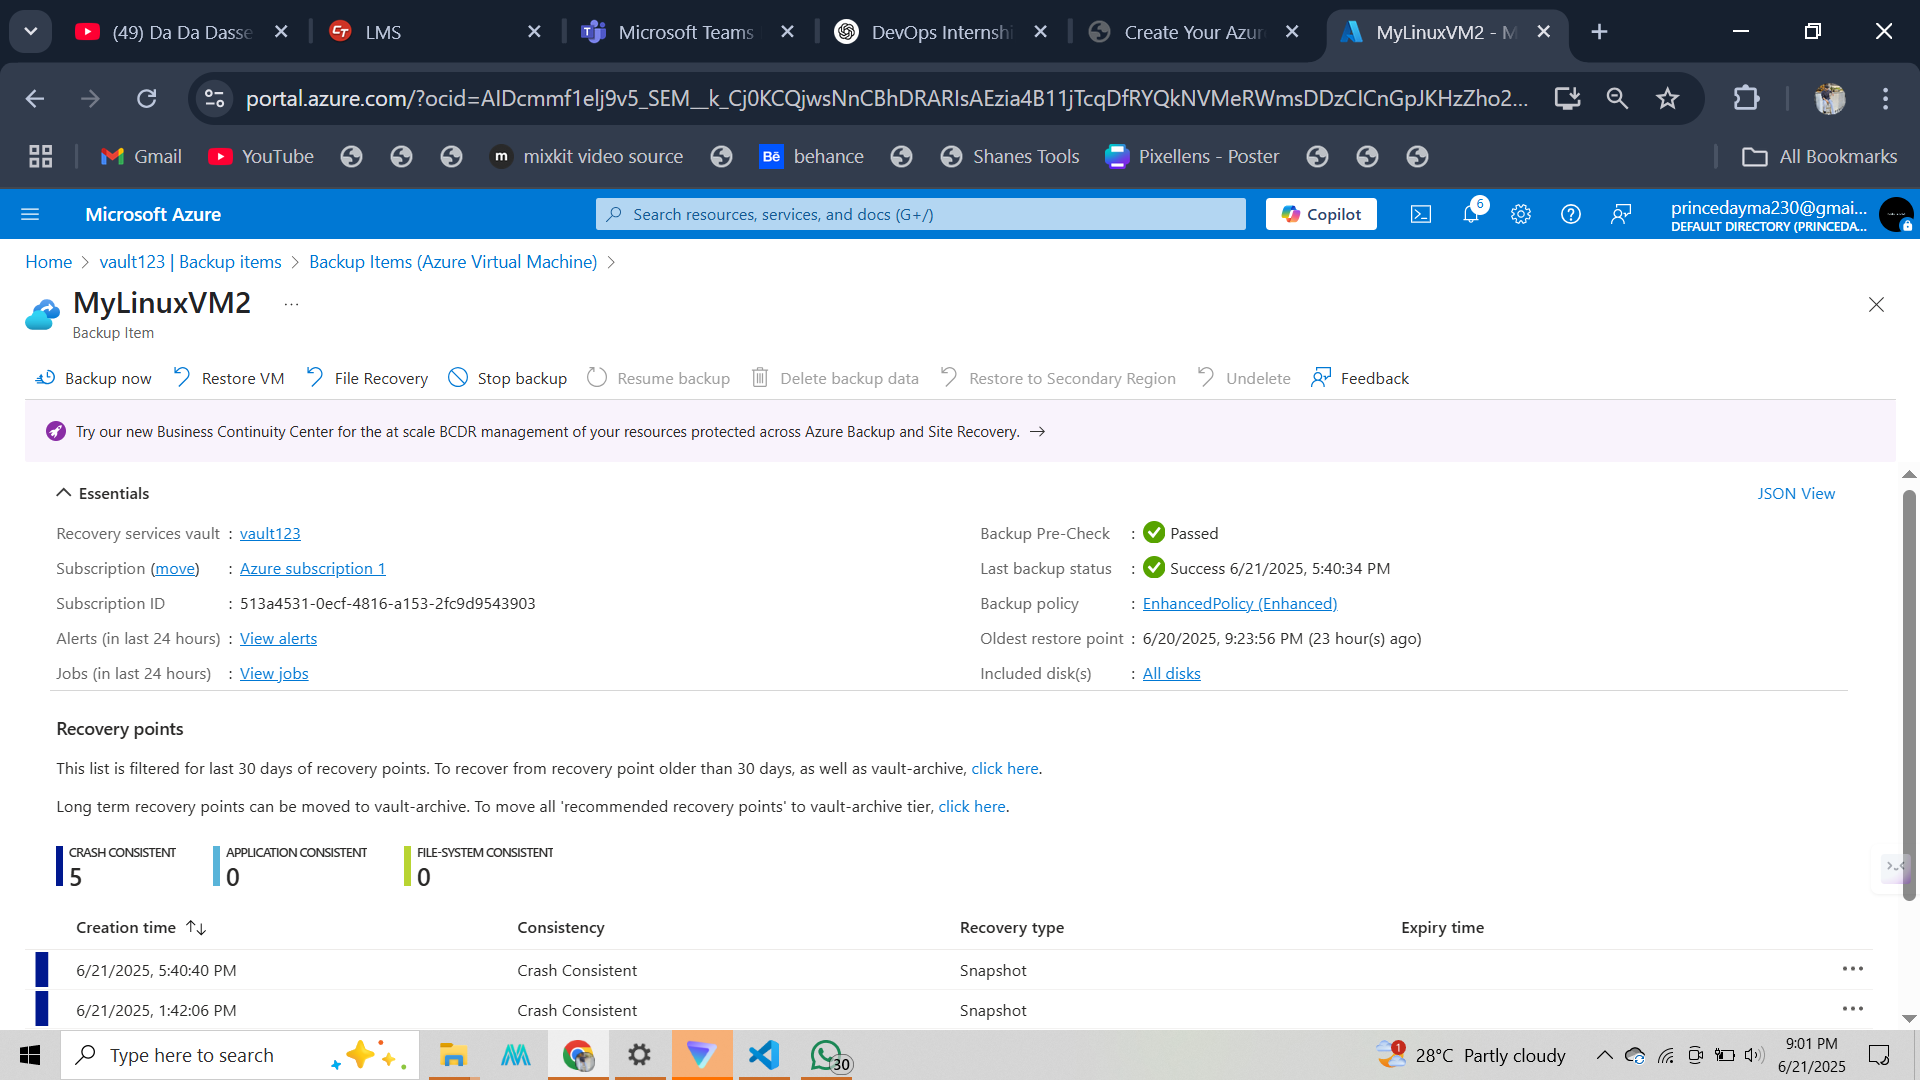 (49) Da Da Dasse
LMS
Microsoft Teams
DevOps Internshi
Create Your Azur
MyLinuxVM2 - M
portal.azure.com/?ocid=AIDcmmf1elj9v5_SEM__k_Cj0KCQjwsNnCBhDRARIsAEzia4B11jTcqDfRYQkNVMeRWmsDDzCICnGpJKHzZho2...
Gmail
YouTube
mixkit video source
behance
Shanes Tools
Pixellens - Poster
All Bookmarks
Microsoft Azure
Search resources, services, and docs (G+/)
Copilot
6
princedayma230@gmai...
DEFAULT DIRECTORY (PRINCEDA...
Home > vault123 | Backup items > Backup Items (Azure Virtual Machine) >
MyLinuxVM2 ...
Backup Item
Backup now
Restore VM
File Recovery
Stop backup
Resume backup
Delete backup data
Restore to Secondary Region
Undelete
Feedback
Try our new Business Continuity Center for the at scale BCDR management of your resources protected across Azure Backup and Site Recovery. →
Essentials
JSON View
Recovery services vault : vault123
Subscription (move) : Azure subscription 1
Subscription ID : 513a4531-0ecf-4816-a153-2fc9d9543903
Alerts (in last 24 hours) : View alerts
Jobs (in last 24 hours) : View jobs
Backup Pre-Check : Passed
Last backup status : Success 6/21/2025, 5:40:34 PM
Backup policy : EnhancedPolicy (Enhanced)
Oldest restore point : 6/20/2025, 9:23:56 PM (23 hour(s) ago)
Included disk(s) : All disks
Recovery points
This list is filtered for last 30 days of recovery points. To recover from recovery point older than 30 days, as well as vault-archive, click here.
Long term recovery points can be moved to vault-archive. To move all 'recommended recovery points' to vault-archive tier, click here.
CRASH CONSISTENT
5
APPLICATION CONSISTENT
0
FILE-SYSTEM CONSISTENT
0
Creation time ↑↓ Consistency Recovery type Expiry time
6/21/2025, 5:40:40 PM Crash Consistent Snapshot ...
6/21/2025, 1:42:06 PM Crash Consistent Snapshot ...
Type here to search
30
1
28°C Partly cloudy
9:01 PM
6/21/2025